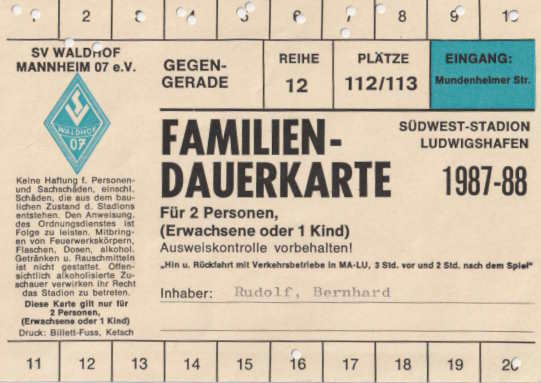 1 2 3 4 5 6 7 8 9 10
SV WALDHOF
MANNHEIM 07 e.V.
SV
WALDHOF
07
Keine Haftung f. Personen-
und Sachschäden, einschl.
Schäden, die aus dem bau-
lichen Zustand d. Stadions
entstehen. Den Anweisung.
des Ordnungsdienstes ist
Folge zu leisten. Mitbring-
en von Feuerwerkskörpern,
Flaschen, Dosen, alkohol.
Getränken u. Rauschmitteln
ist nicht gestattet. Offen-
sichtlich alkoholisierte Zu-
schauer verwirken ihr Recht
das Stadion zu betreten.
Diese Karte gilt nur für
2 Personen,
(Erwachsene oder 1 Kind)
Druck: Billett-Fuss, Ketsch
GEGEN-
GERADE
REIHE
12
PLÄTZE
112/113
EINGANG:
Mundenheimer Str.
FAMILIEN-
DAUERKARTE
SÜDWEST-STADION
LUDWIGSHAFEN
1987-88
Für 2 Personen,
(Erwachsene oder 1 Kind)
Ausweiskontrolle vorbehalten!
„Hin u. Rückfahrt mit Verkehrsbetriebe in MA-LU, 3 Std. vor und 2 Std. nach dem Spiel"
Inhaber: Rudolf, Bernhard
11 12 13 14 15 16 17 18 19 20